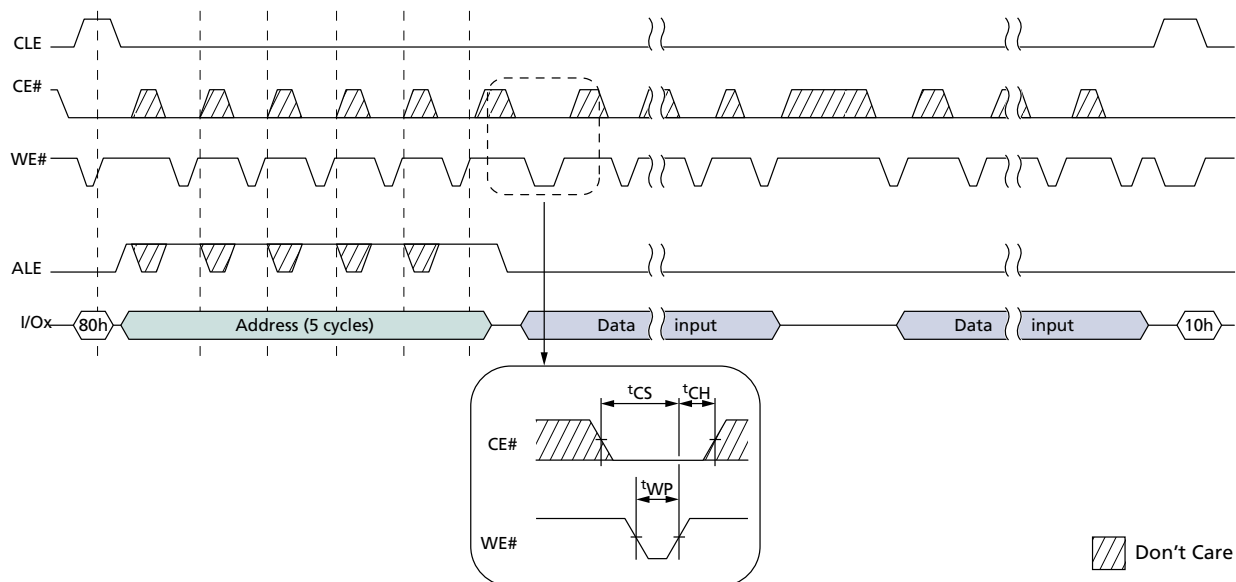 CLE
CE#
WE#
ALE
I/Ox 80h Address (5 cycles) Data input Data input 10h
tCS tCH
CE#
tWP
WE#
Don't Care